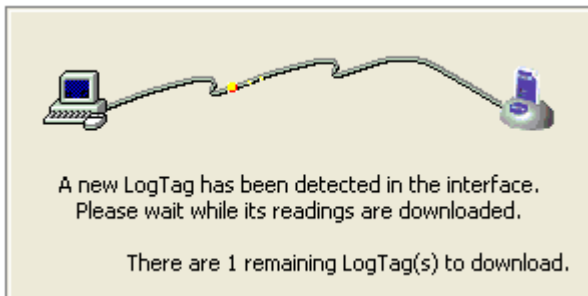 A new LogTag has been detected in the interface.
Please wait while its readings are downloaded.
There are 1 remaining LogTag(s) to download.